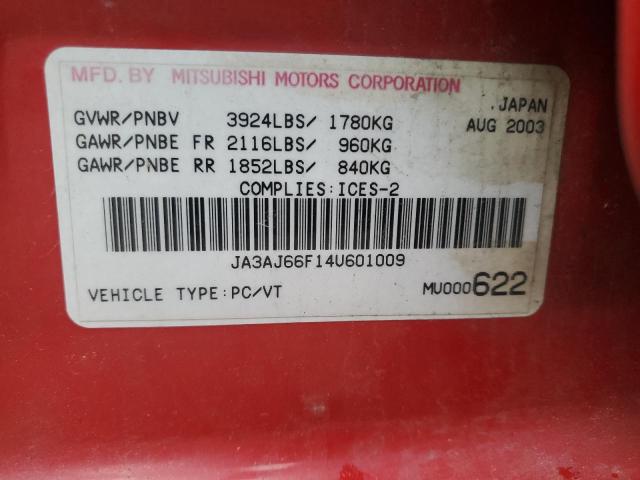 MFD. BY MITSUBISHI MOTORS CORPORATION
.JAPAN
GVWR/PNBV 3924LBS/ 1780KG AUG 2003
GAWR/PNBE FR 2116LBS/ 960KG
GAWR/PNBE RR 1852LBS/ 840KG
COMPLIES:ICES-2
JA3AJ66F14U601009
VEHICLE TYPE:PC/VT MU000622